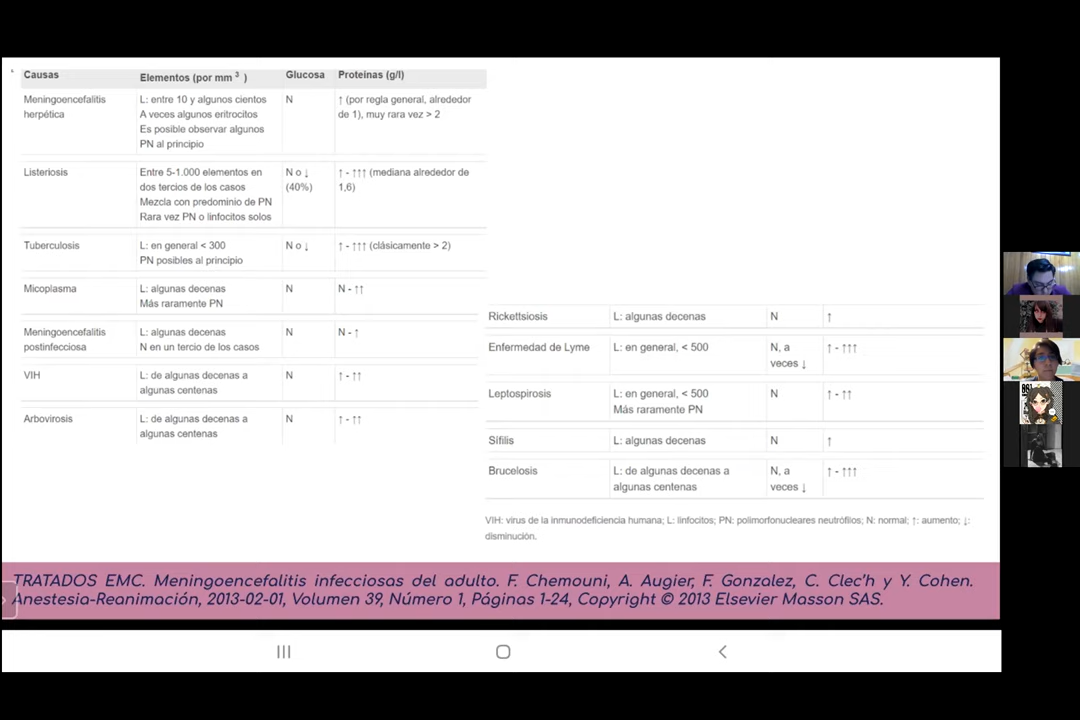 Causas Elementos (por mm 3 ) Glucosa Proteínas (g/l)
Meningoencefalitis herpética
L: entre 10 y algunos cientos
A veces algunos eritrocitos
Es posible observar algunos
PN al principio
N
↑ (por regla general, alrededor
de 1), muy rara vez > 2
Listeriosis
Entre 5-1.000 elementos en
dos tercios de los casos
Mezcla con predominio de PN
Rara vez PN o linfocitos solos
N o ↓
(40%)
↑ - ↑↑↑ (mediana alrededor de
1,6)
Tuberculosis
L: en general < 300
PN posibles al principio
N o ↓
↑ - ↑↑↑ (clásicamente > 2)
Micoplasma
L: algunas decenas
Más raramente PN
N
N - ↑↑
Meningoencefalitis
postinfecciosa
L: algunas decenas
N en un tercio de los casos
N
N - ↑
VIH
L: de algunas decenas a
algunas centenas
N
↑ - ↑↑
Arbovirosis
L: de algunas decenas a
algunas centenas
N
↑ - ↑↑
Rickettsiosis
L: algunas decenas
N
↑
Enfermedad de Lyme
L: en general, < 500
N, a
veces ↓
↑ - ↑↑↑
Leptospirosis
L: en general, < 500
Más raramente PN
N
↑ - ↑↑
Sífilis
L: algunas decenas
N
↑
Brucelosis
L: de algunas decenas a
algunas centenas
N, a
veces ↓
↑ - ↑↑↑
VIH: virus de la inmunodeficiencia humana; L: linfocitos; PN: polimorfonucleares neutrófilos; N: normal; ↑: aumento; ↓:
disminución.
TRATADOS EMC. Meningoencefalitis infecciosas del adulto. F. Chemouni, A. Augier, F. Gonzalez, C. Clec'h y Y. Cohen.
Anestesia-Reanimación, 2013-02-01, Volumen 39, Número 1, Páginas 1-24, Copyright © 2013 Elsevier Masson SAS.